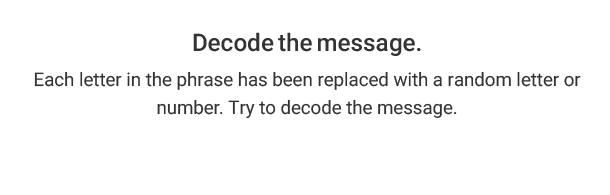 Decode the message.
Each letter in the phrase has been replaced with a random letter or
number. Try to decode the message.